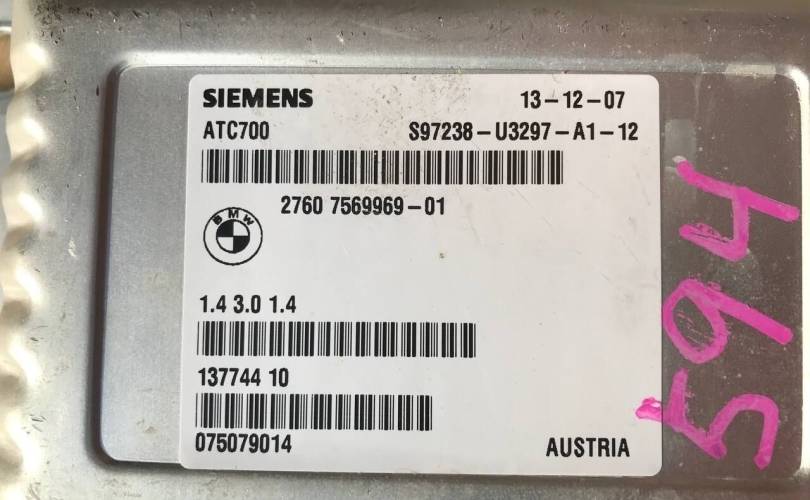 SIEMENS 13-12-07
ATC700 S97238-U3297-A1-12
2760 7569969-01
BMW
1.4 3.0 1.4
137744 10
075079014 AUSTRIA
594